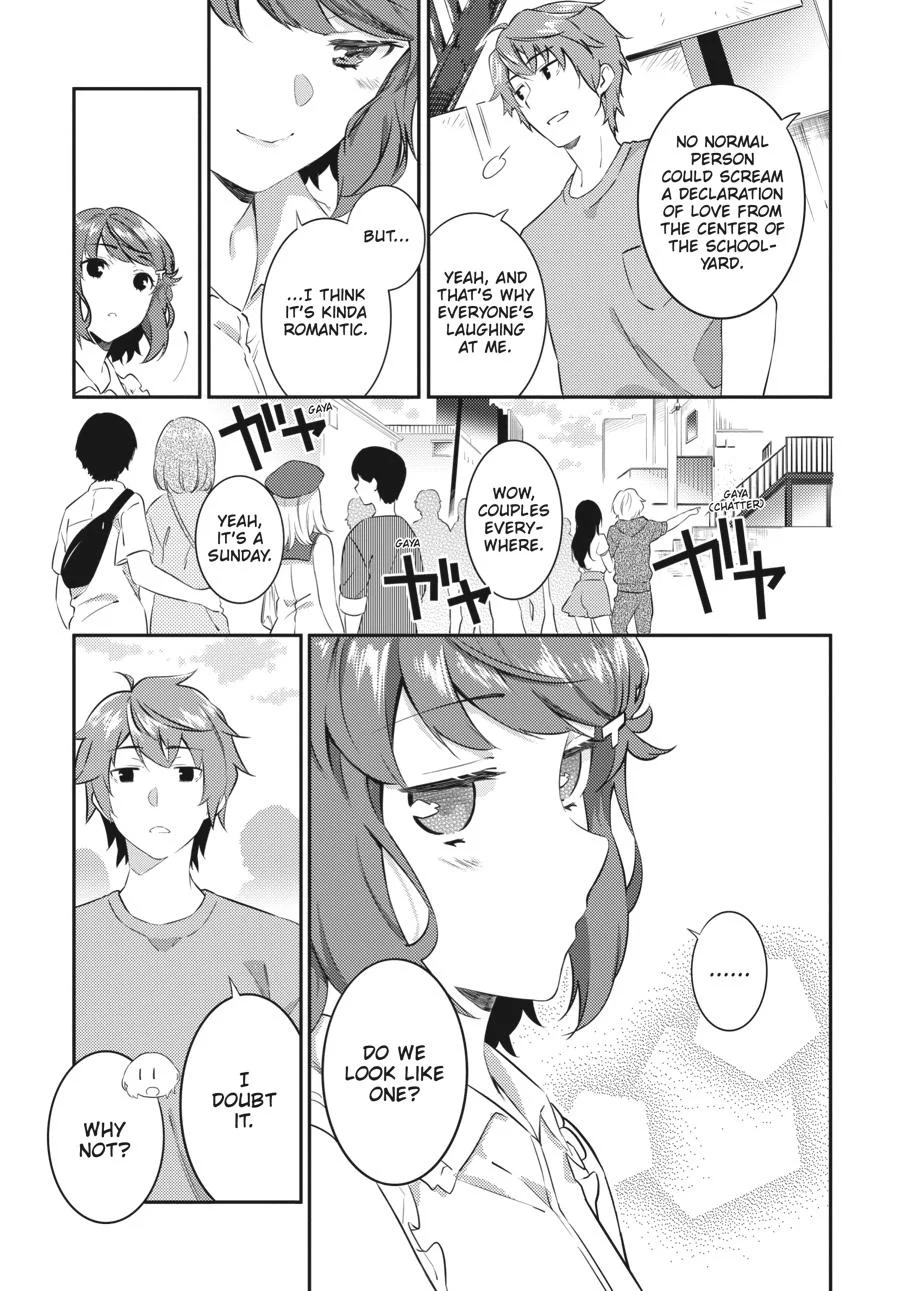 NO NORMAL
PERSON
COULD SCREAM
A DECLARATION
OF LOVE FROM
THE CENTER OF
THE SCHOOL-
YARD.
YEAH, AND
THAT'S WHY
EVERYONE'S
LAUGHING
AT ME.
BUT...
...I THINK
IT'S KINDA
ROMANTIC.
GAYA
(CHATTER)
ガヤ
WOW,
COUPLES
EVERY-
WHERE.
GAYA
ガヤ
GAYA
ガヤ
YEAH,
IT'S A
SUNDAY.
......
DO WE
LOOK LIKE
ONE?
I
DOUBT
IT.
WHY
NOT?